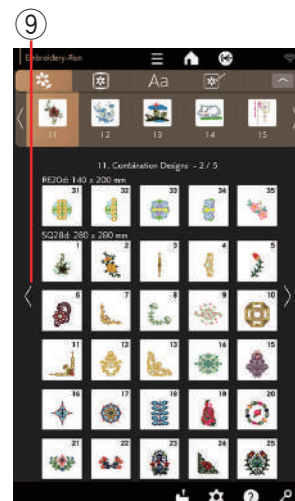 ⑨
Embroidery-Run
Aa
11 12 13 14 15
11. Combination Designs - 2 / 5
RE20d: 140 x 200 mm
31 32 33 34 35
SQ28d: 280 x 280 mm
1 2 3 4 5
6 7 8 9 10
11 12 13 14 15
16 17 18 19 20
21 22 23 24 25